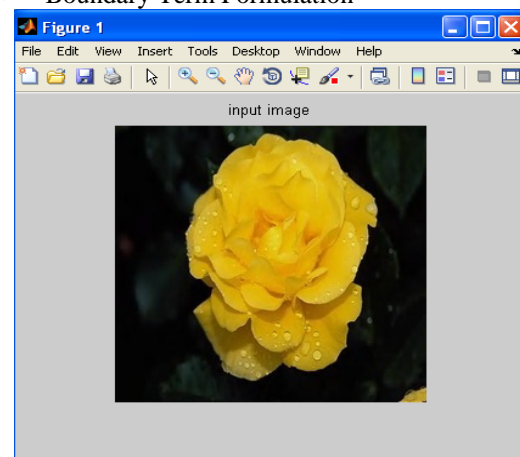 Boundary Term Formulation
Figure 1
File Edit View Insert Tools Desktop Window Help
input image